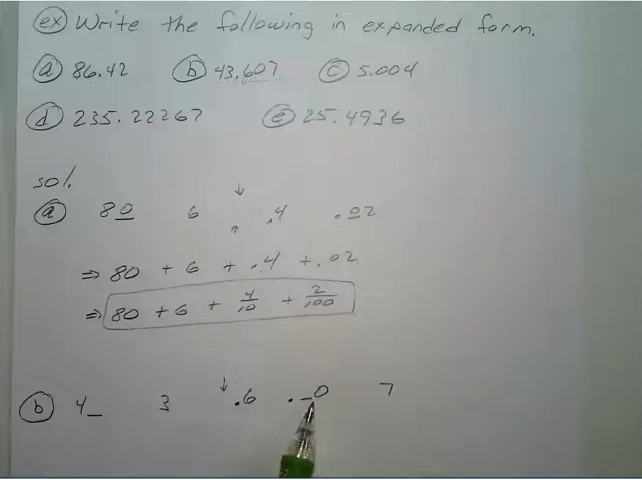 ex Write the following in expanded form.
a 86.42 b 43.607 c 5.004
d 235.22267 e 25.4936
sol.
a 80 6 ↓ .4 .02
↑
⇒ 80 + 6 + .4 + .02
⇒ 80 + 6 + 4/10 + 2/100
b 4_ 3 ↓ .6 ._0 7